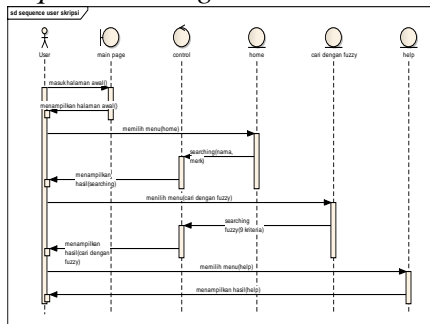 sd sequence user skripsi
User
main page
control
home
cari dengan fuzzy
help
masuk halaman awal()
menampilkan halaman awal()
memilih menu(home)
searching(nama,
merk)
menampilkan
hasil(searching)
menilih menu(cari dengan fuzzy)
searching
fuzzy(9 kriteria)
menampilkan
hasil(cari dengan
fuzzy)
memilih menu(help)
menampilkan hasil(help)